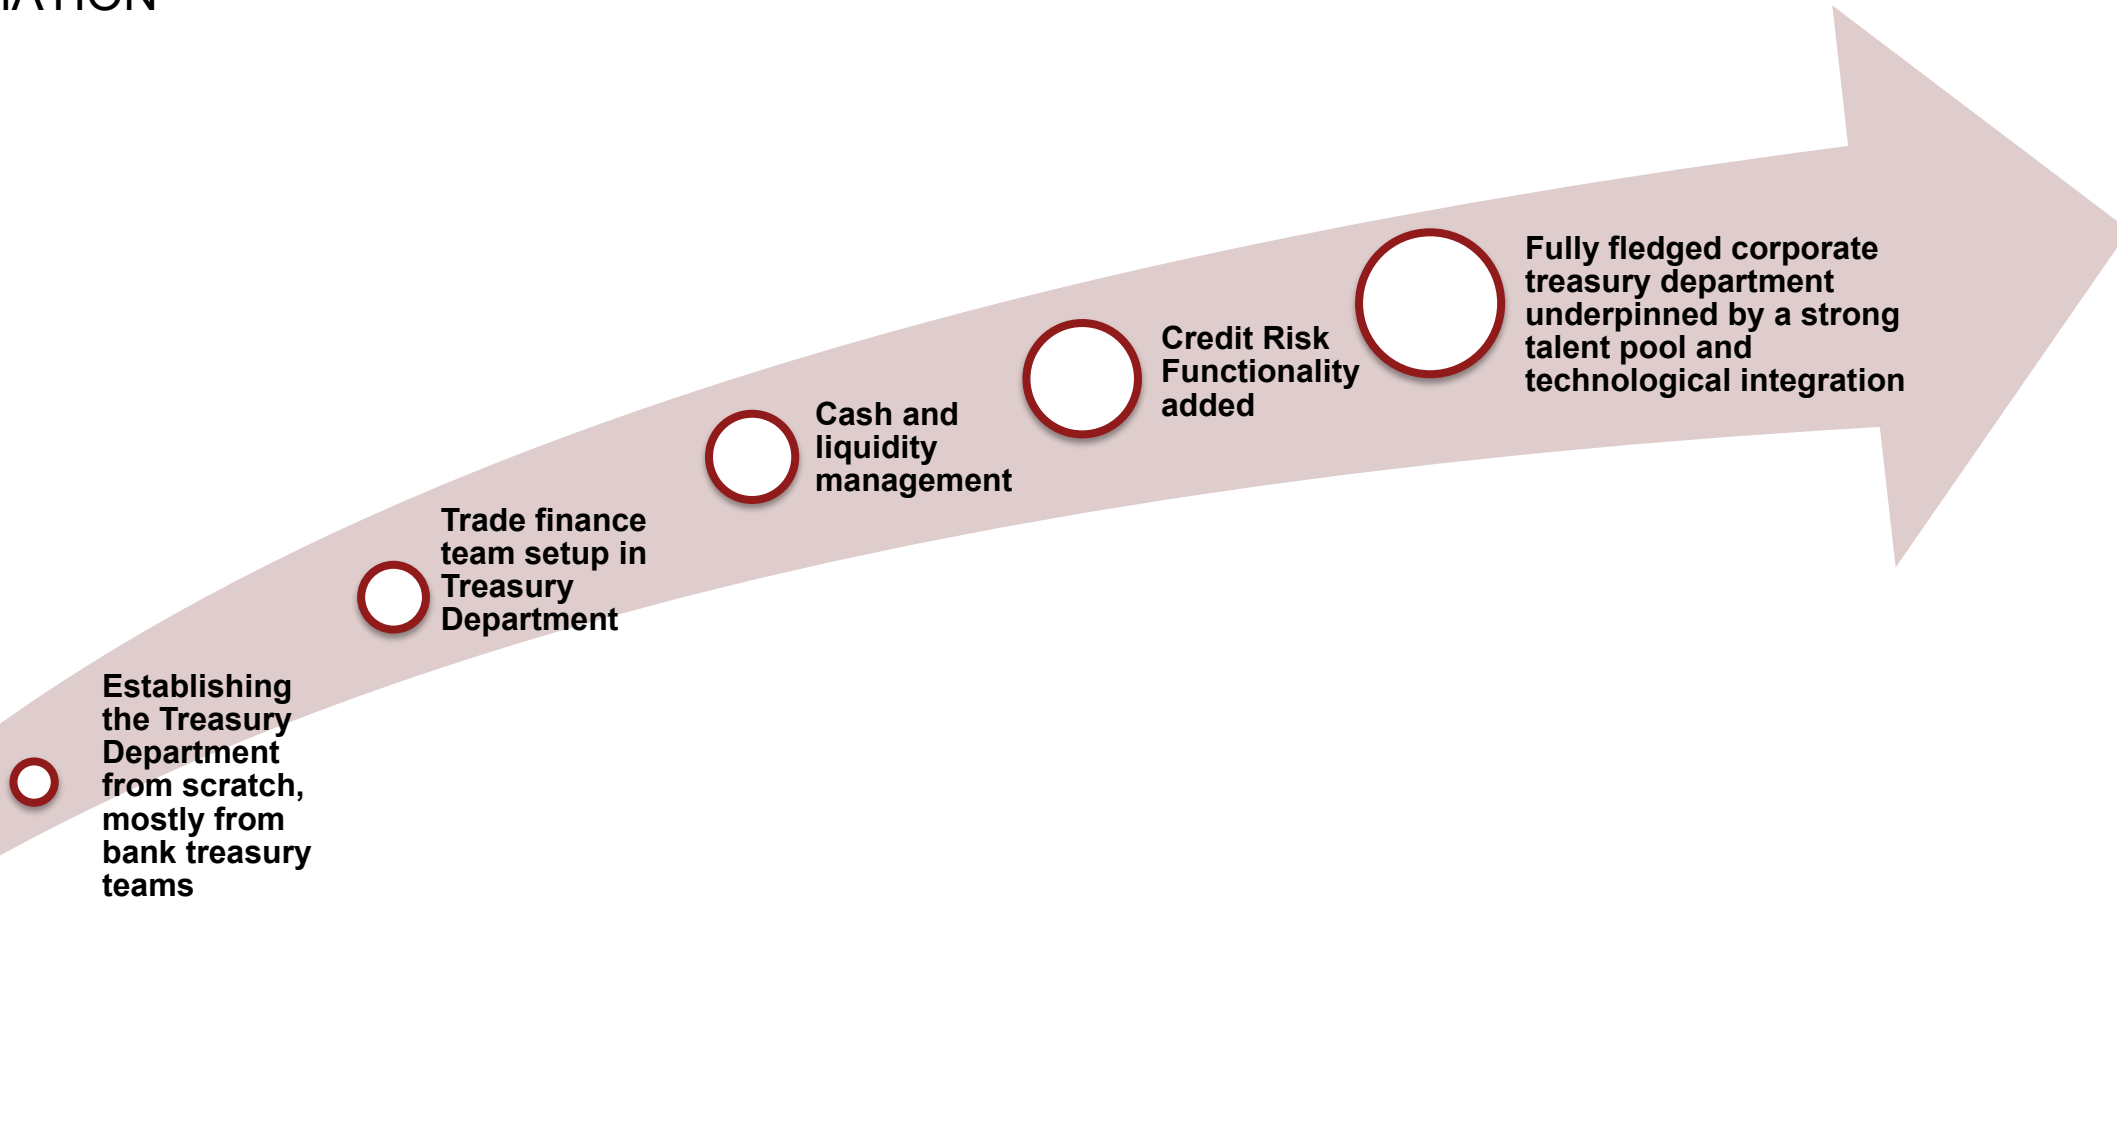 Establishing
the Treasury
Department
from scratch,
mostly from
bank treasury
teams
Trade finance
team setup in
Treasury
Department
Cash and
liquidity
management
Credit Risk
Functionality
added
Fully fledged corporate
treasury department
underpinned by a strong
talent pool and
technological integration